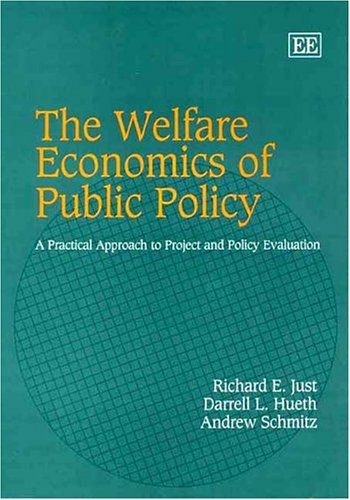 EE
The Welfare
Economics of
Public Policy
A Practical Approach to Project and Policy Evaluation
Richard E. Just
Darrell L. Hueth
Andrew Schmitz